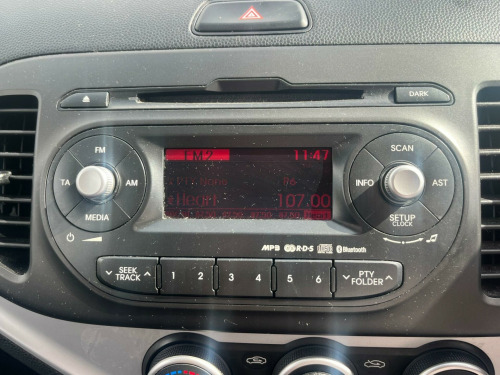 DARK
FM
TA
AM
MEDIA
FM2
11:47
107.00
SCAN
INFO
AST
SETUP
CLOCK
MP3 R·D·S Bluetooth
SEEK
TRACK
1 2 3 4 5 6
PTY
FOLDER